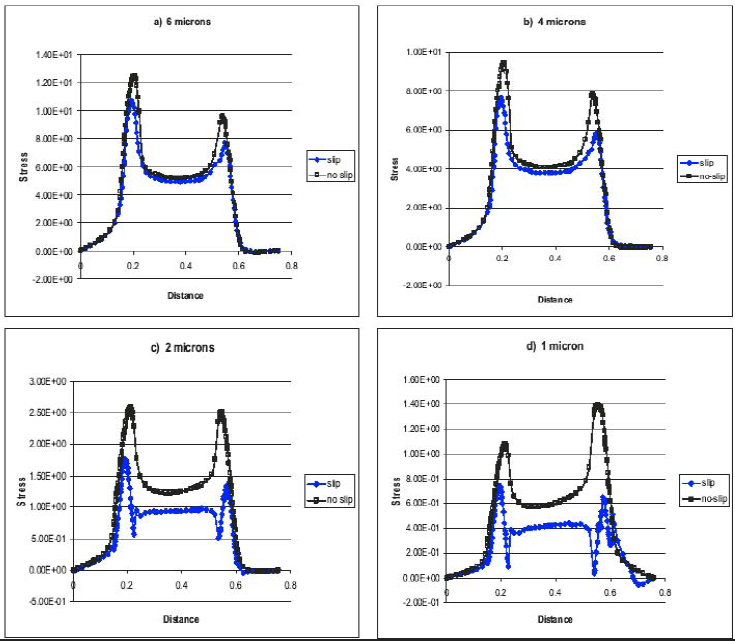 a) 6 microns
1.40E+01
1.20E+01
1.00E+01
8.00E+00
6.00E+00
4.00E+00
2.00E+00
0.00E+00
-2.00E+00
0
0.2
0.4
0.6
0.8
Stress
Distance
slip
no slip
b) 4 microns
1.00E+01
8.00E+00
6.00E+00
4.00E+00
2.00E+00
0.00E+00
-2.00E+00
0
0.2
0.4
0.6
0.8
Stress
Distance
slip
no-slip
c) 2 microns
3.00E+00
2.50E+00
2.00E+00
1.50E+00
1.00E+00
5.00E-01
0.00E+00
-5.00E-01
0
0.2
0.4
0.6
0.8
Stress
Distance
slip
no slip
d) 1 micron
1.60E+00
1.40E+00
1.20E+00
1.00E+00
8.00E-01
6.00E-01
4.00E-01
2.00E-01
0.00E+00
-2.00E-01
0
0.2
0.4
0.6
0.8
Stress
Distance
slip
no-slip